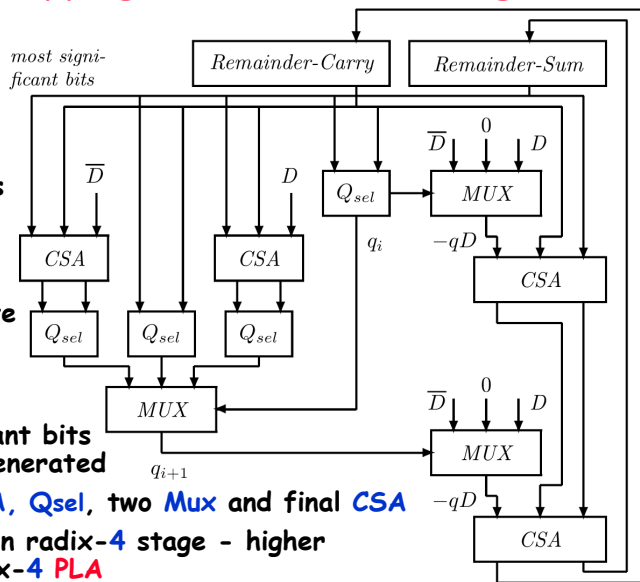 Remainder-Carry
Remainder-Sum
most signi-
ficant bits
D̅
0
D
D̅
D
Q_sel
MUX
q_i
−qD
CSA
CSA
CSA
Q_sel
Q_sel
Q_sel
MUX
D̅
0
D
ant bits
MUX
q_{i+1}
, Qsel, two Mux and final CSA
−qD
n radix-4 stage - higher
CSA
x-4 PLA